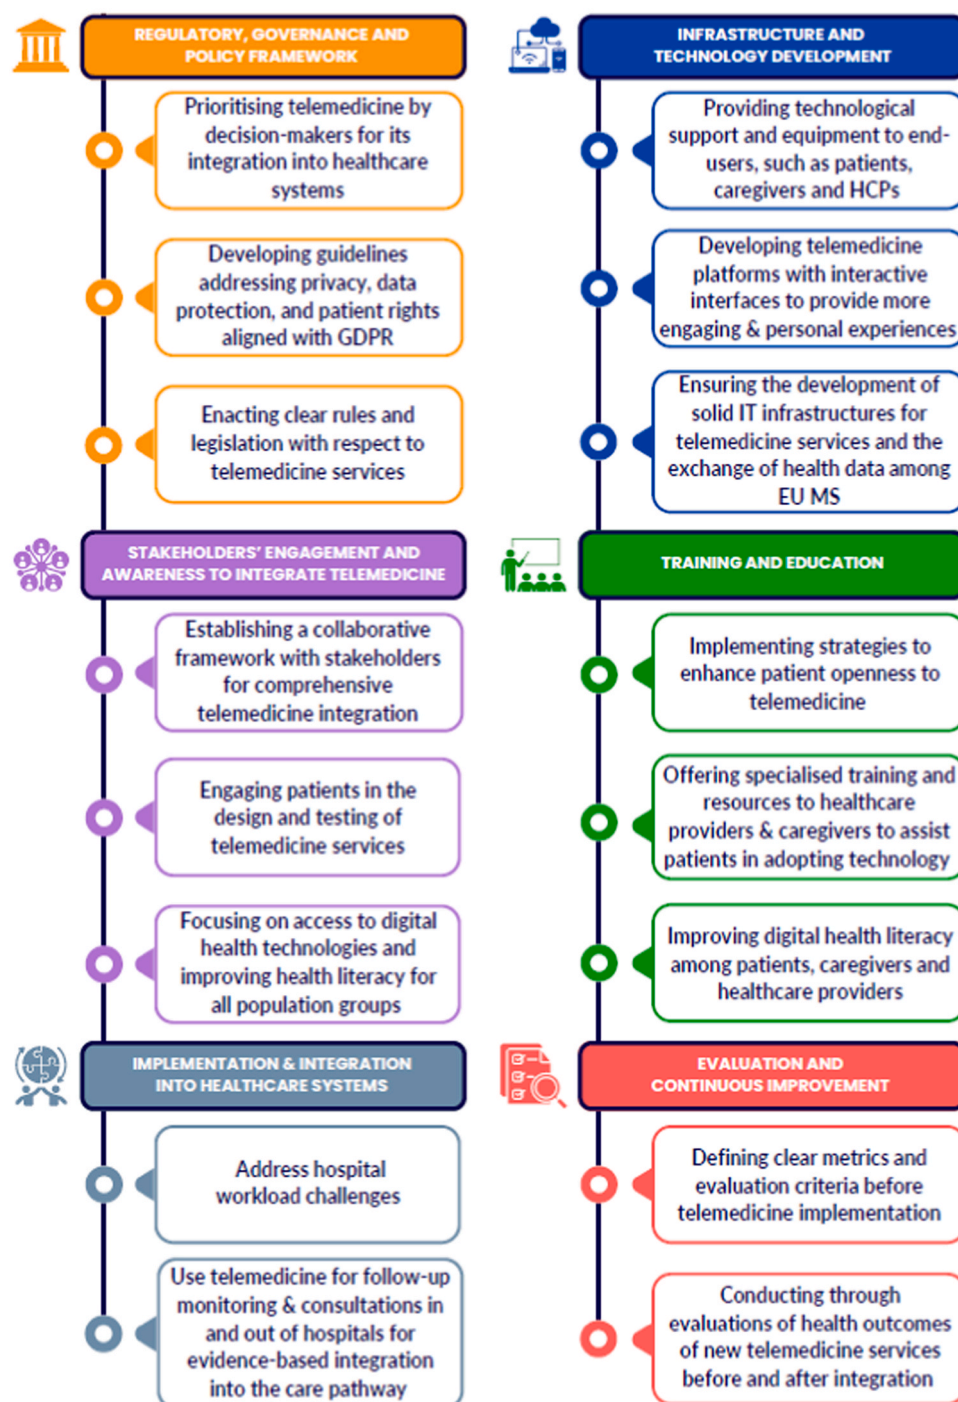 REGULATORY, GOVERNANCE AND
POLICY FRAMEWORK
Prioritising telemedicine by
decision-makers for its
integration into healthcare
systems
Developing guidelines
addressing privacy, data
protection, and patient rights
aligned with GDPR
Enacting clear rules and
legislation with respect to
telemedicine services
INFRASTRUCTURE AND
TECHNOLOGY DEVELOPMENT
Providing technological
support and equipment to end-
users, such as patients,
caregivers and HCPs
Developing telemedicine
platforms with interactive
interfaces to provide more
engaging & personal experiences
Ensuring the development of
solid IT infrastructures for
telemedicine services and the
exchange of health data among
EU MS
STAKEHOLDERS' ENGAGEMENT AND
AWARENESS TO INTEGRATE TELEMEDICINE
Establishing a collaborative
framework with stakeholders
for comprehensive
telemedicine integration
Engaging patients in the
design and testing of
telemedicine services
Focusing on access to digital
health technologies and
improving health literacy for
all population groups
TRAINING AND EDUCATION
Implementing strategies to
enhance patient openness to
telemedicine
Offering specialised training and
resources to healthcare
providers & caregivers to assist
patients in adopting technology
Improving digital health literacy
among patients, caregivers and
healthcare providers
IMPLEMENTATION & INTEGRATION
INTO HEALTHCARE SYSTEMS
Address hospital
workload challenges
Use telemedicine for follow-up
monitoring & consultations in
and out of hospitals for
evidence-based integration
into the care pathway
EVALUATION AND
CONTINUOUS IMPROVEMENT
Defining clear metrics and
evaluation criteria before
telemedicine implementation
Conducting through
evaluations of health outcomes
of new telemedicine services
before and after integration